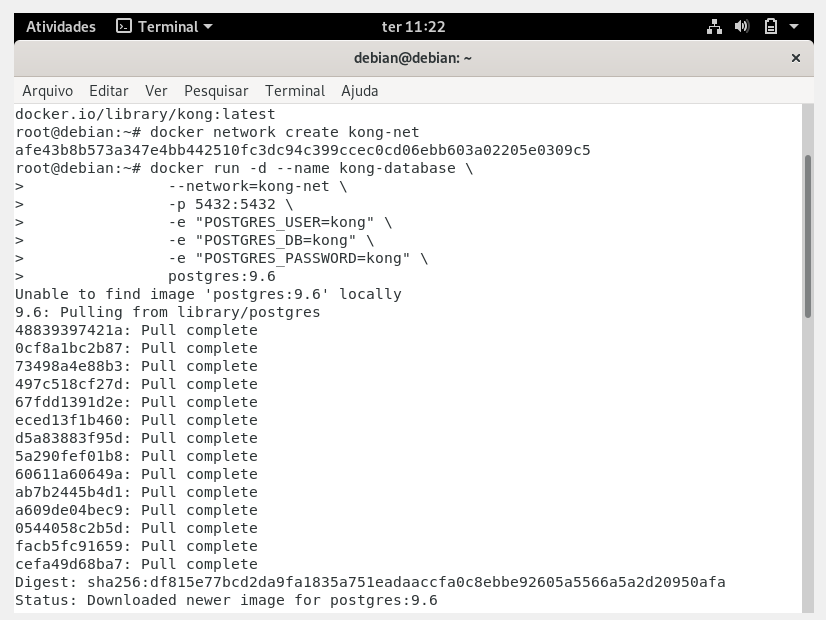 Atividades Terminal ter 11:22
debian@debian: ~ ×
Arquivo Editar Ver Pesquisar Terminal Ajuda
docker.io/library/kong:latest
root@debian:~# docker network create kong-net
afe43b8b573a347e4bb442510fc3dc94c399ccec0cd06ebb603a02205e0309c5
root@debian:~# docker run -d --name kong-database \
>                --network=kong-net \
>                -p 5432:5432 \
>                -e "POSTGRES_USER=kong" \
>                -e "POSTGRES_DB=kong" \
>                -e "POSTGRES_PASSWORD=kong" \
>                postgres:9.6
Unable to find image 'postgres:9.6' locally
9.6: Pulling from library/postgres
48839397421a: Pull complete
0cf8a1bc2b87: Pull complete
73498a4e88b3: Pull complete
497c518cf27d: Pull complete
67fdd1391d2e: Pull complete
eced13f1b460: Pull complete
d5a83883f95d: Pull complete
5a290fef01b8: Pull complete
60611a60649a: Pull complete
ab7b2445b4d1: Pull complete
a609de04bec9: Pull complete
0544058c2b5d: Pull complete
facb5fc91659: Pull complete
cefa49d68ba7: Pull complete
Digest: sha256:df815e77bcd2da9fa1835a751eadaaccfa0c8ebbe92605a5566a5a2d20950afa
Status: Downloaded newer image for postgres:9.6